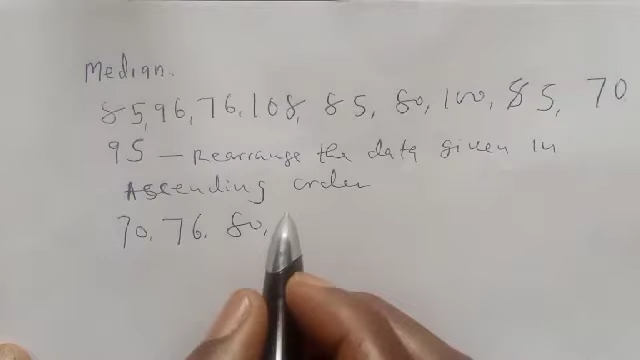 Median.
85, 96, 76, 108, 85, 80, 100, 85, 70
95 — Rearrange the data given in
Ascending order
70, 76, 80,